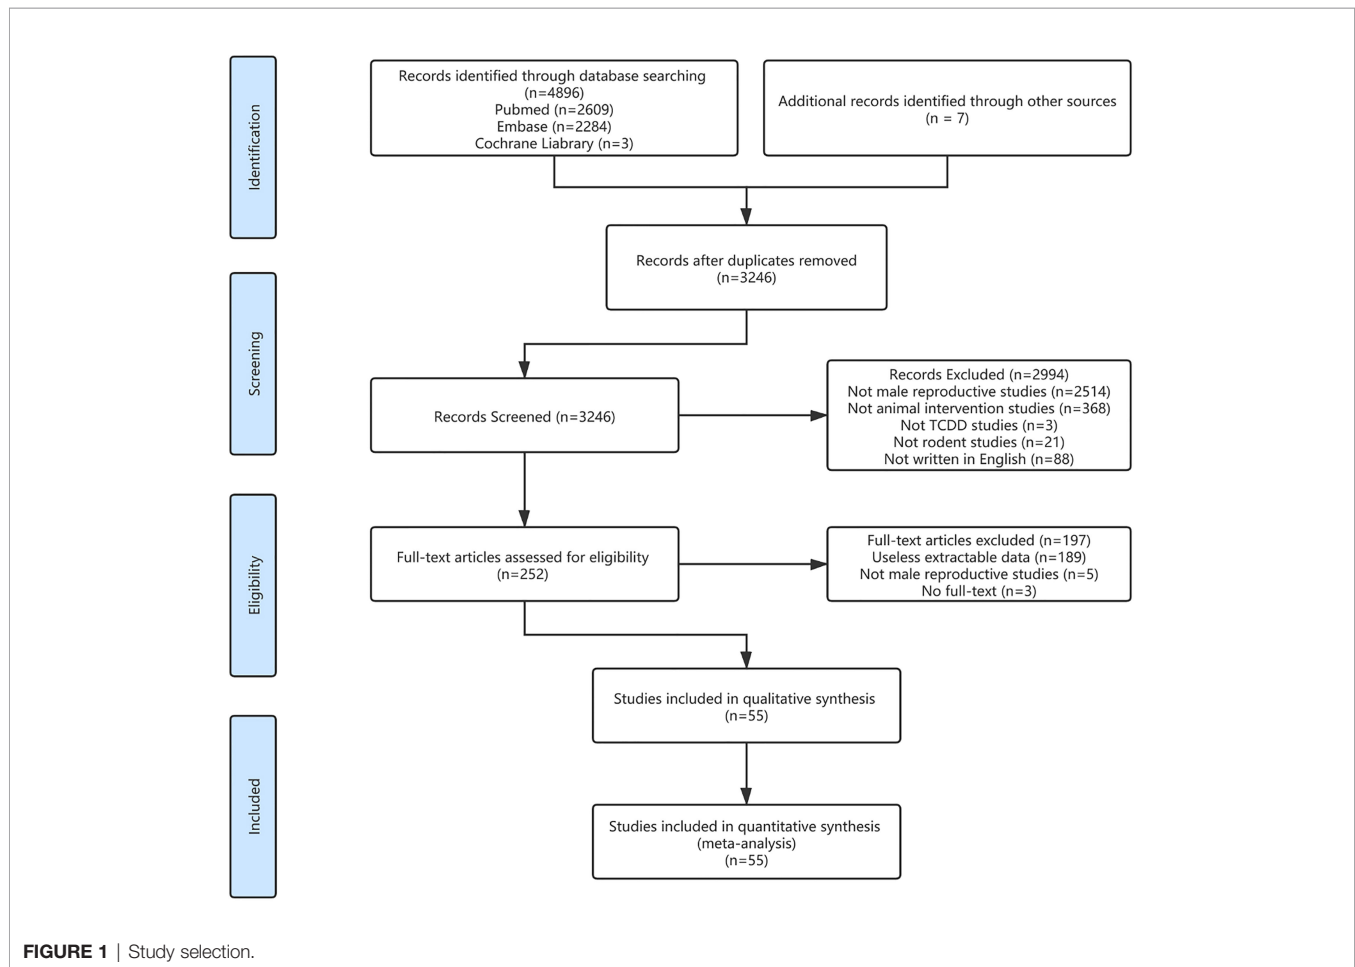 Identification
Records identified through database searching
(n=4896)
Pubmed (n=2609)
Embase (n=2284)
Cochrane Liabrary (n=3)
Additional records identified through other sources
(n = 7)
Records after duplicates removed
(n=3246)
Screening
Records Screened (n=3246)
Records Excluded (n=2994)
Not male reproductive studies (n=2514)
Not animal intervention studies (n=368)
Not TCDD studies (n=3)
Not rodent studies (n=21)
Not written in English (n=88)
Eligibility
Full-text articles assessed for eligibility
(n=252)
Full-text articles excluded (n=197)
Useless extractable data (n=189)
Not male reproductive studies (n=5)
No full-text (n=3)
Studies included in qualitative synthesis
(n=55)
Included
Studies included in quantitative synthesis
(meta-analysis)
(n=55)
FIGURE 1 | Study selection.